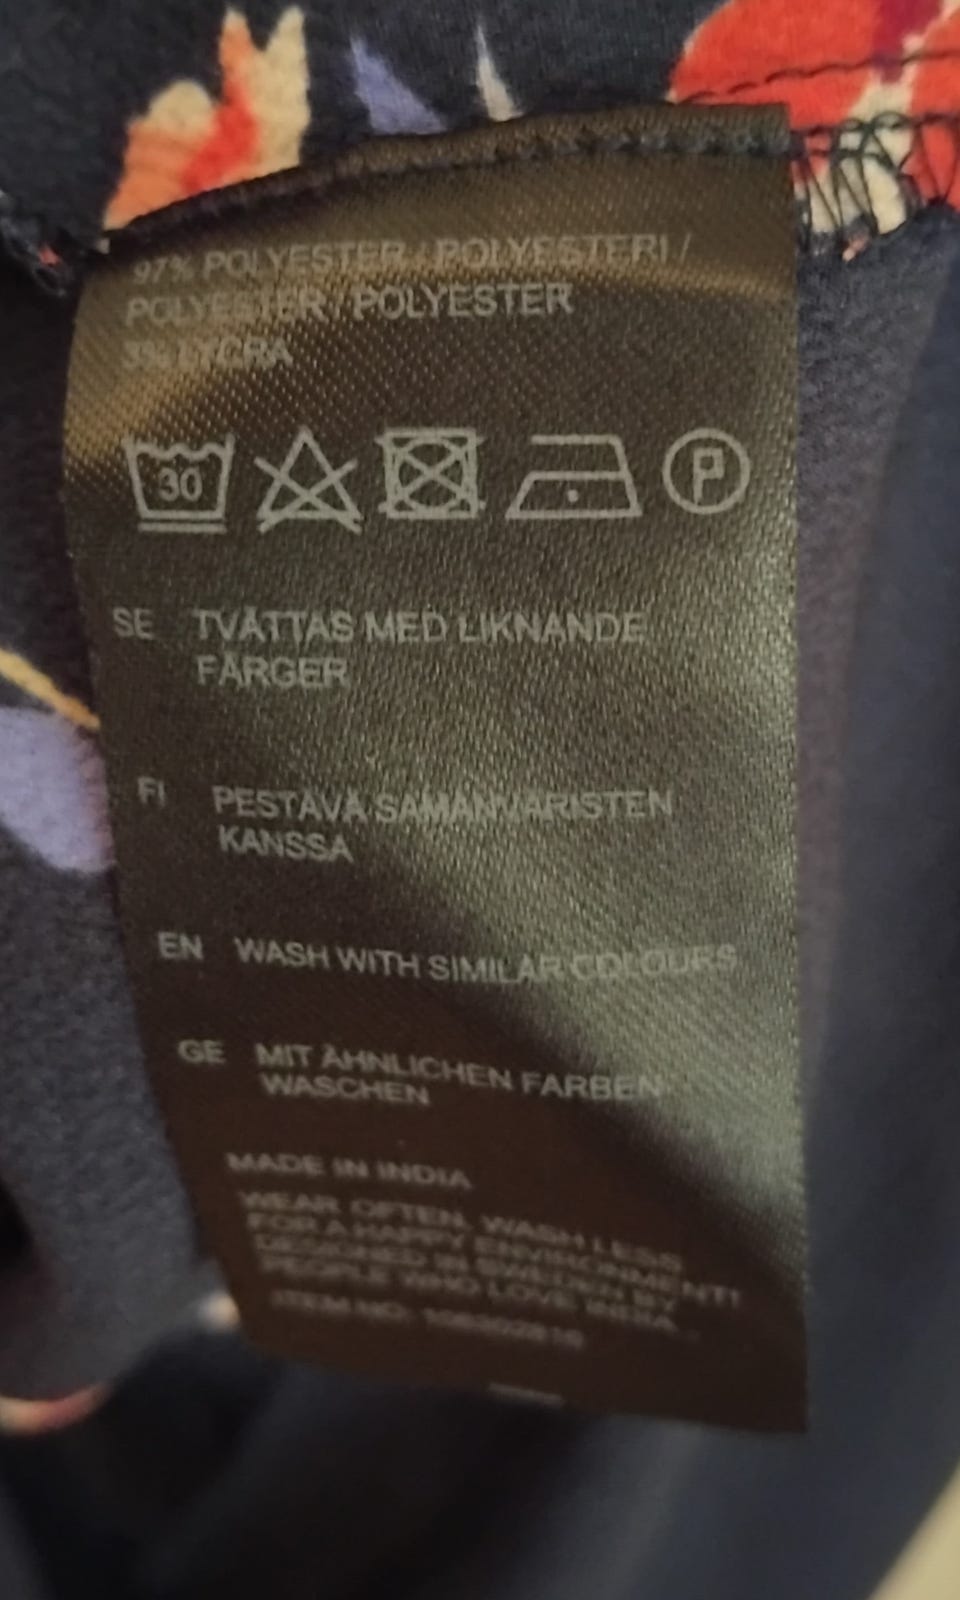 97% POLYESTER / POLYESTERI /
POLYESTER / POLYESTER
3% LYCRA
30
P
SE TVÄTTAS MED LIKNANDE
FÄRGER
FI PESTÄVÄ SAMANVÄRISTEN
KANSSA
EN WASH WITH SIMILAR COLOURS
GE MIT ÄHNLICHEN FARBEN
WASCHEN
MADE IN INDIA
WEAR OFTEN, WASH LESS
FOR A HAPPY ENVIRONMENT!
DESIGNED IN SWEDEN BY
PEOPLE WHO LOVE INDIA.
ITEM NO: